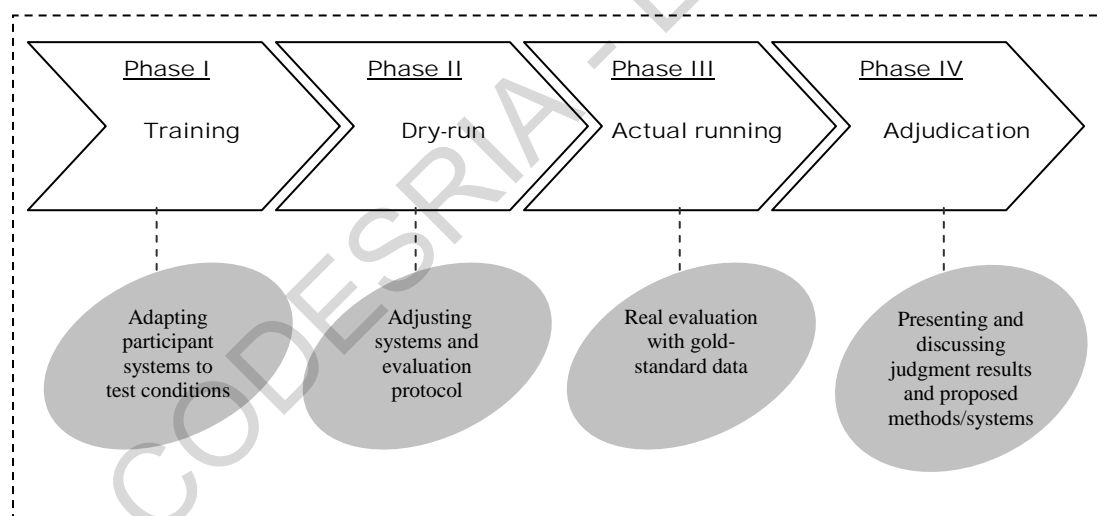 Phase I
Training
Phase II
Dry-run
Phase III
Actual running
Phase IV
Adjudication
Adapting
participant
systems to
test conditions
Adjusting
systems and
evaluation
protocol
Real evaluation
with gold-
standard data
Presenting and
discussing
judgment results
and proposed
methods/systems
CODESRIA -